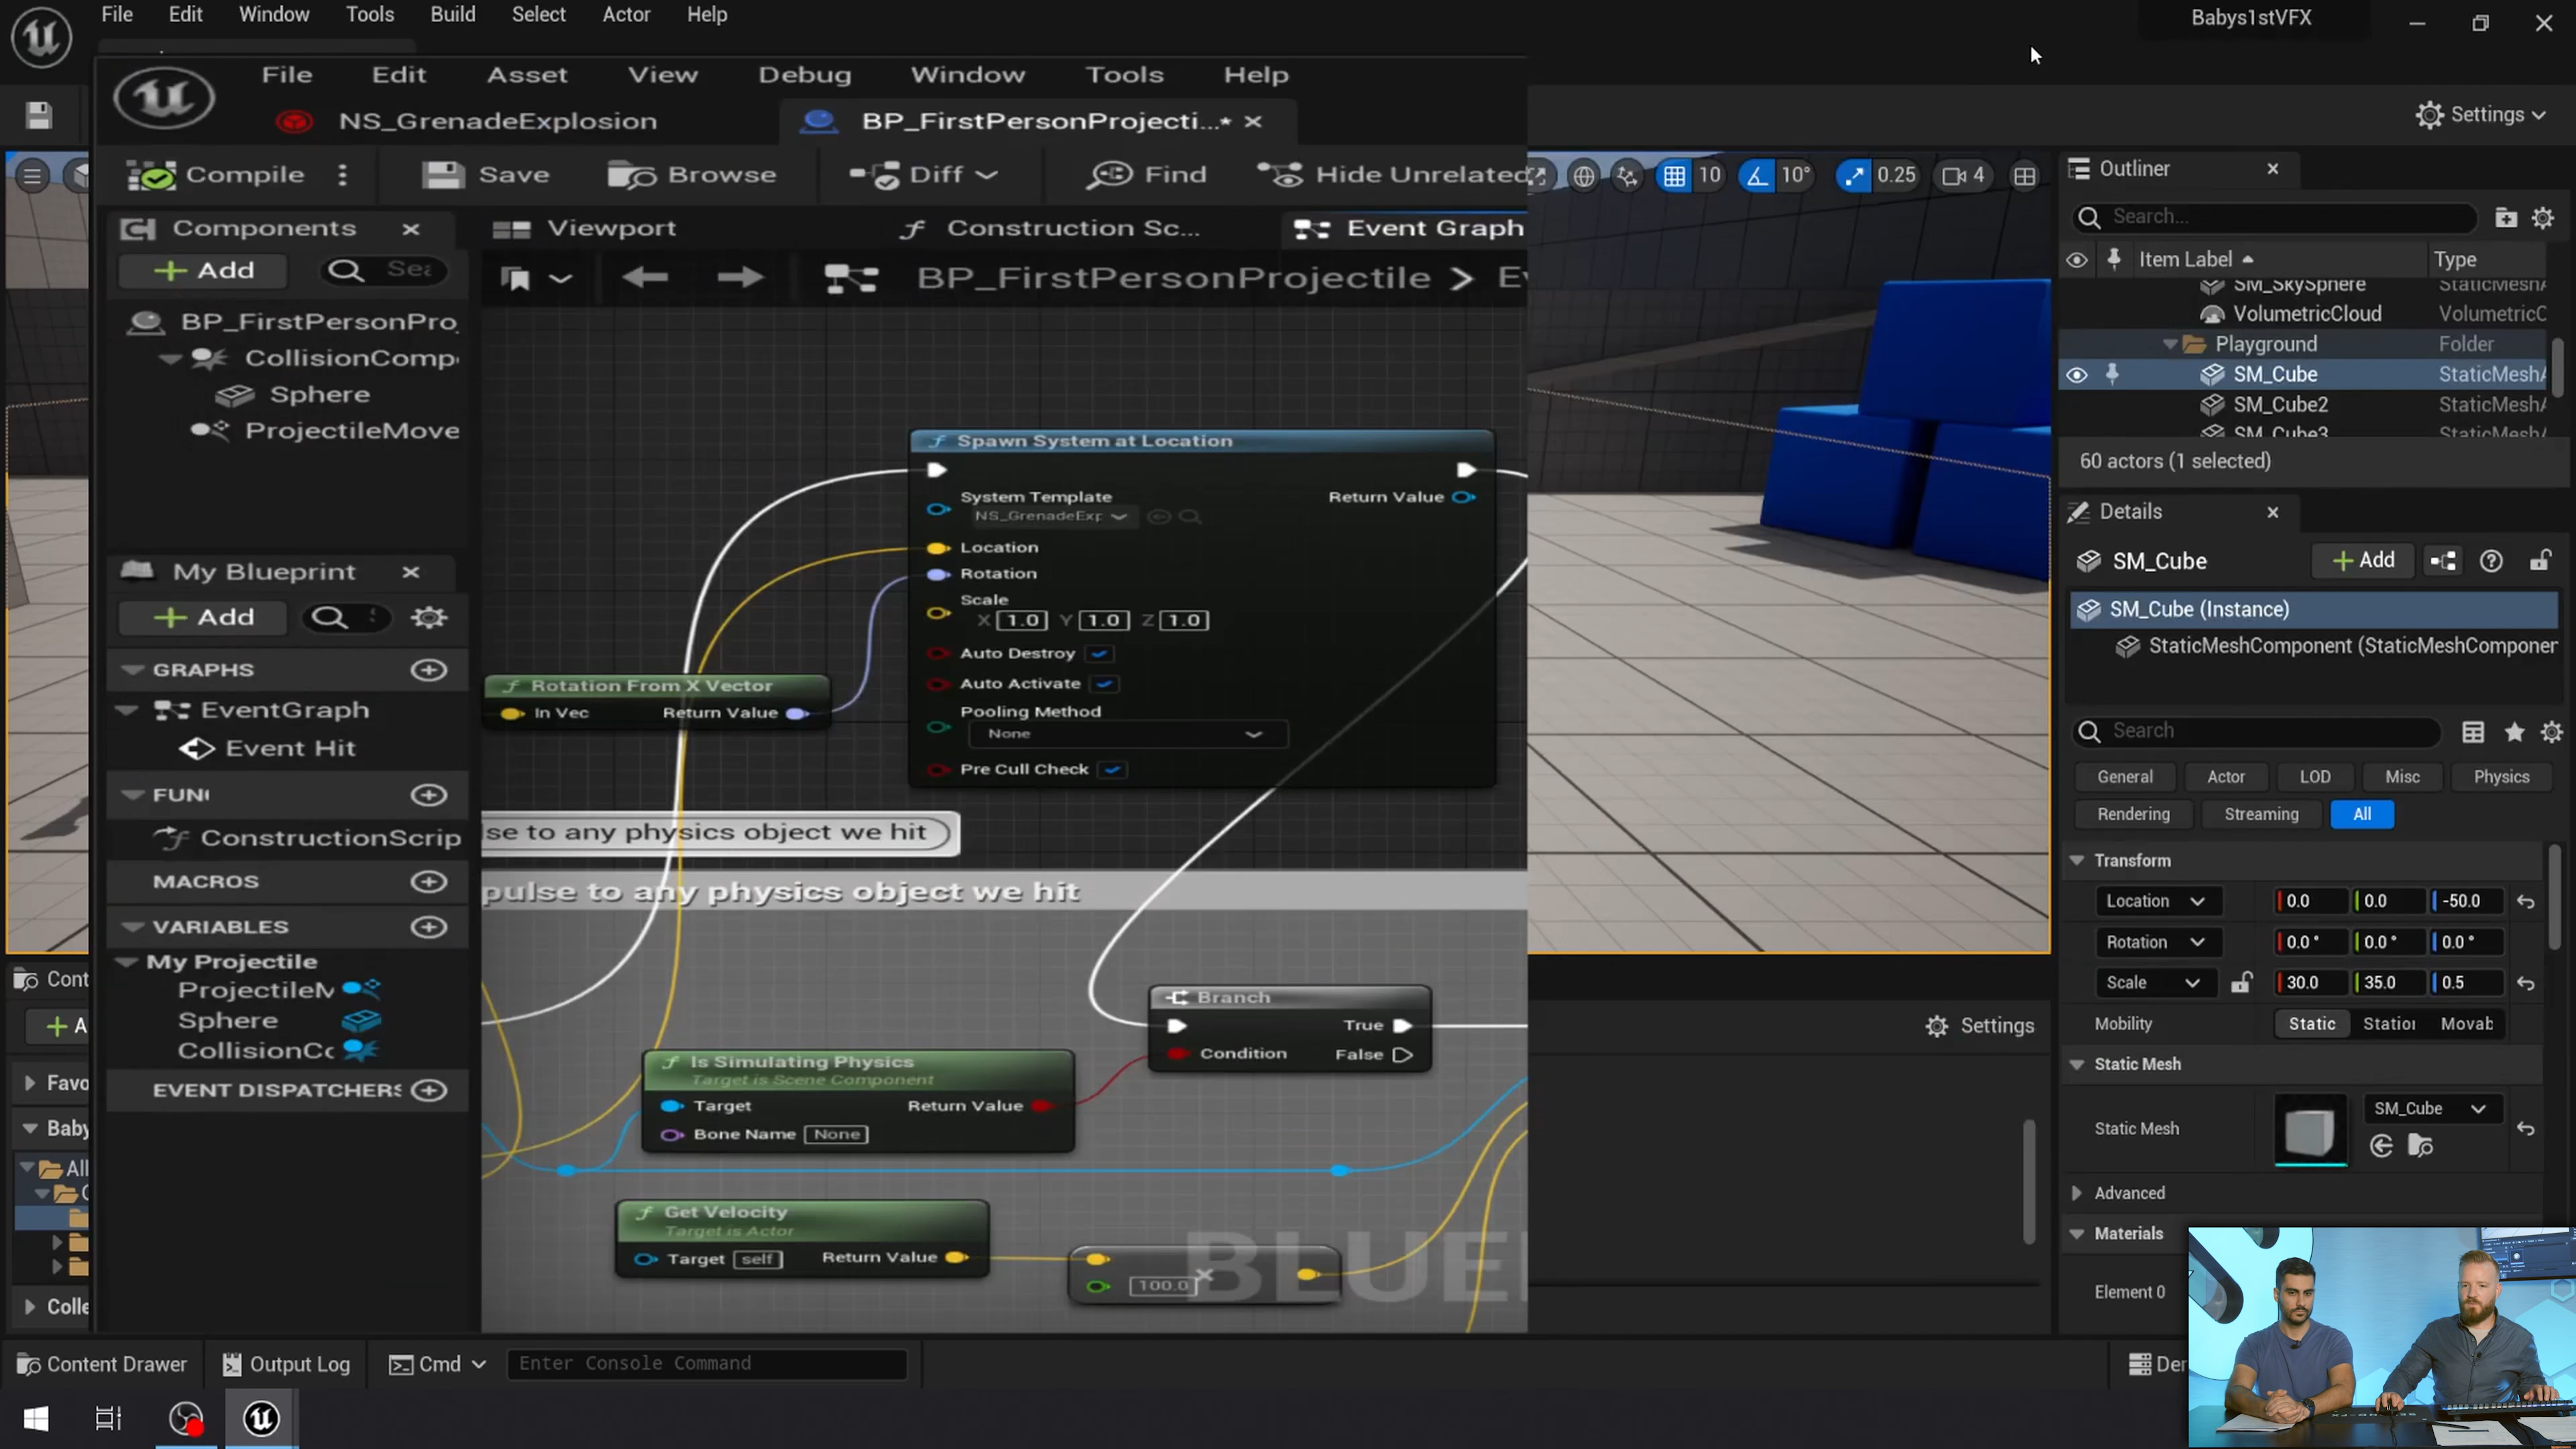 File Edit Window Tools Build Select Actor Help
Babys1stVFX
File Edit Asset View Debug Window Tools Help
NS_GrenadeExplosion
BP_FirstPersonProjecti...*
Settings
Compile
Save
Browse
Diff
Find
Hide Unrelated
10
10°
0.25
4
Outliner
Search...
Components
Viewport
Construction Sc...
Event Graph
Item Label
Type
Add
BP_FirstPersonProjectile >
SM_SkySphere
VolumetricCloud
VolumetricC
BP_FirstPersonPro
CollisionComp
Sphere
ProjectileMove
Playground
Folder
SM_Cube
StaticMesh
SM_Cube2
StaticMesh
SM_Cube3
StaticMesh
60 actors (1 selected)
Spawn System at Location
System Template
NS_GrenadeExp
Return Value
Location
Rotation
Scale
X 1.0 Y 1.0 Z 1.0
Auto Destroy
Auto Activate
Pooling Method
None
Pre Cull Check
Rotation From X Vector
In Vec
Return Value
My Blueprint
Add
GRAPHS
EventGraph
Event Hit
FUN
ConstructionScrip
MACROS
VARIABLES
My Projectile
ProjectileM
Sphere
CollisionCo
EVENT DISPATCHERS
lse to any physics object we hit
pulse to any physics object we hit
Branch
True
Condition
False
Is Simulating Physics
Target is Scene Component
Target
Return Value
Bone Name None
Get Velocity
Target is Actor
Target self
Return Value
100.0
BLUE
Settings
Details
SM_Cube
Add
SM_Cube (Instance)
StaticMeshComponent (StaticMeshComponen
Search
General
Actor
LOD
Misc
Physics
Rendering
Streaming
All
Transform
Location 0.0 0.0 -50.0
Rotation 0.0° 0.0° 0.0°
Scale 30.0 35.0 0.5
Mobility
Static
Station
Movab
Static Mesh
Static Mesh
SM_Cube
Advanced
Materials
Element 0
Cont
A
Favo
Baby
All
C
Colle
Content Drawer
Output Log
Cmd
Enter Console Command
Der